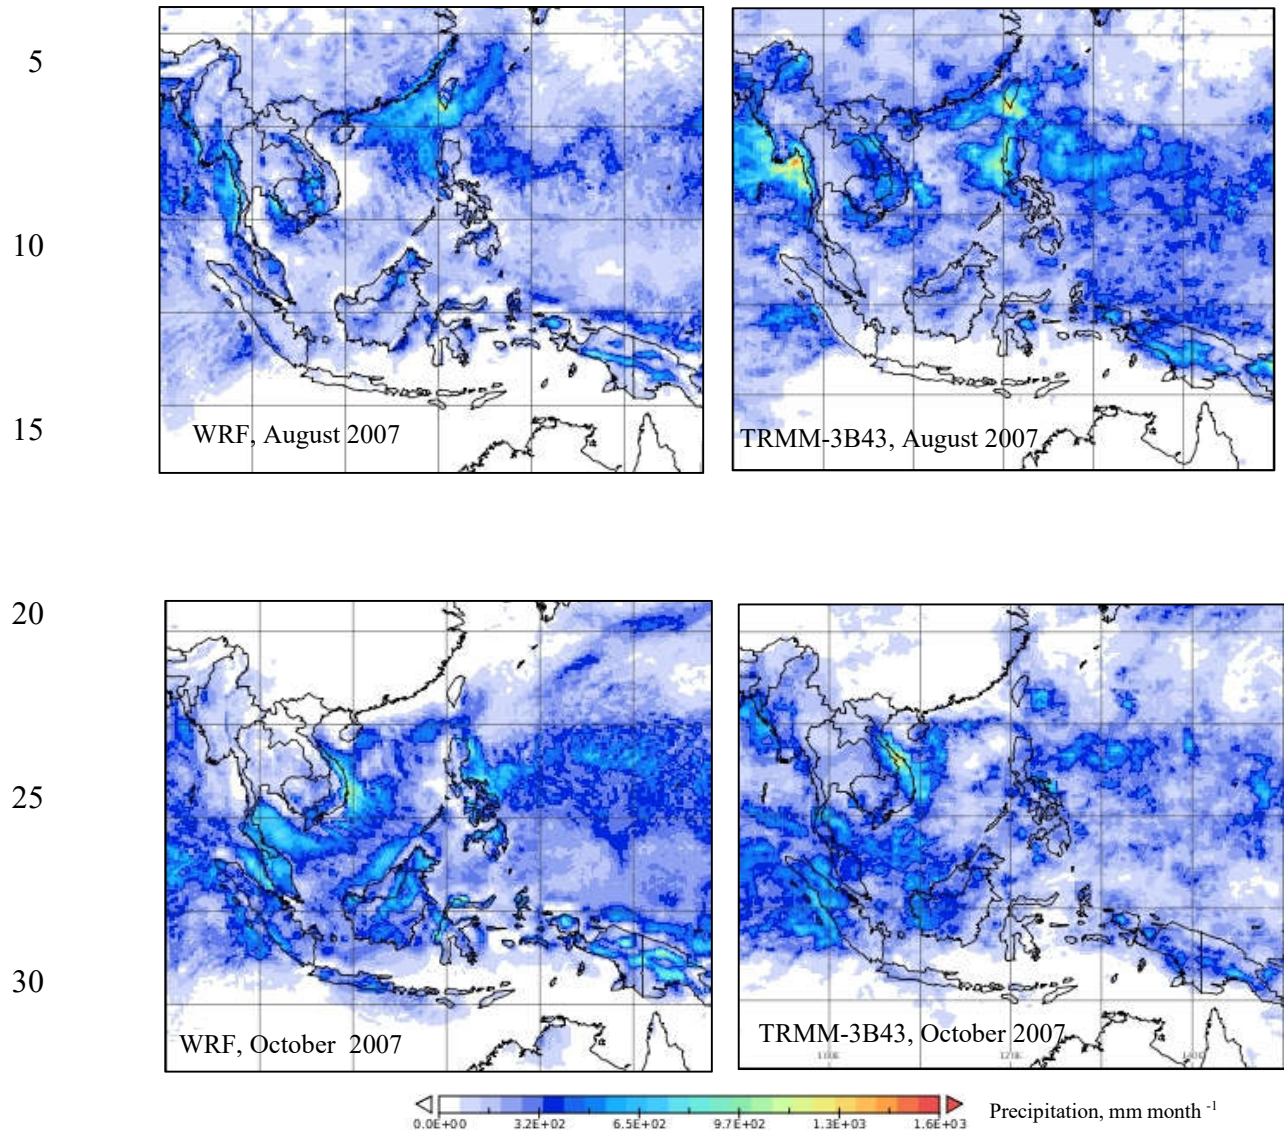 5
10
WRF, August 2007
TRMM-3B43, August 2007
15
20
25
30
WRF, October  2007
TRMM-3B43, October 2007
120E
0.0E+00 3.2E+02 6.5E+02 9.7E+02 1.3E+03 1.6E+03
Precipitation, mm month -1